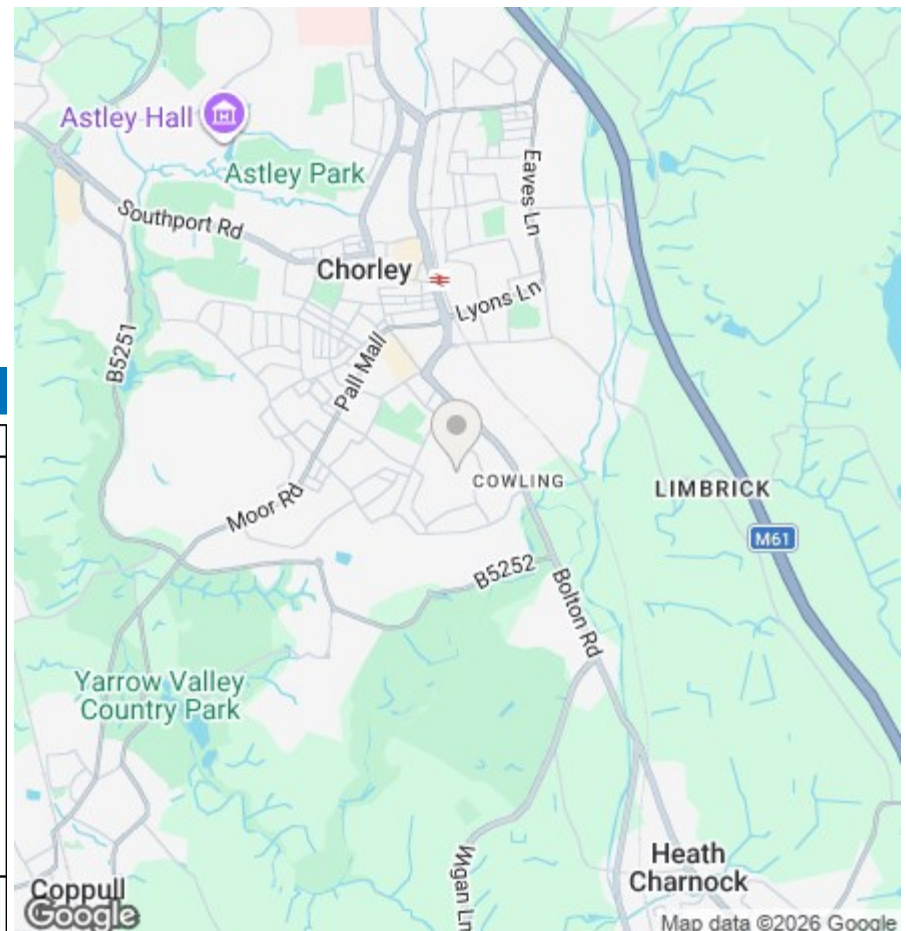 Astley Hall
Astley Park
Eaves Ln
Southport Rd
Chorley
Lyons Ln
B5251
Pall Mall
COWLING
LIMBRICK
Moor Rd
M61
B5252
Bolton Rd
Yarrow Valley
Country Park
Wigan Ln
Heath
Charnock
Coppull
Google
Map data ©2026 Google